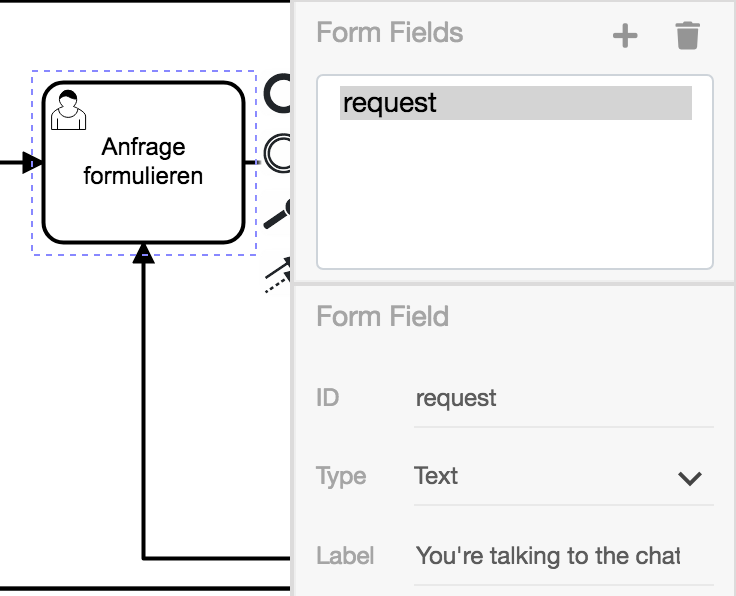 Anfrage
formulieren
Form Fields
request
Form Field
ID request
Type Text
Label You're talking to the chat